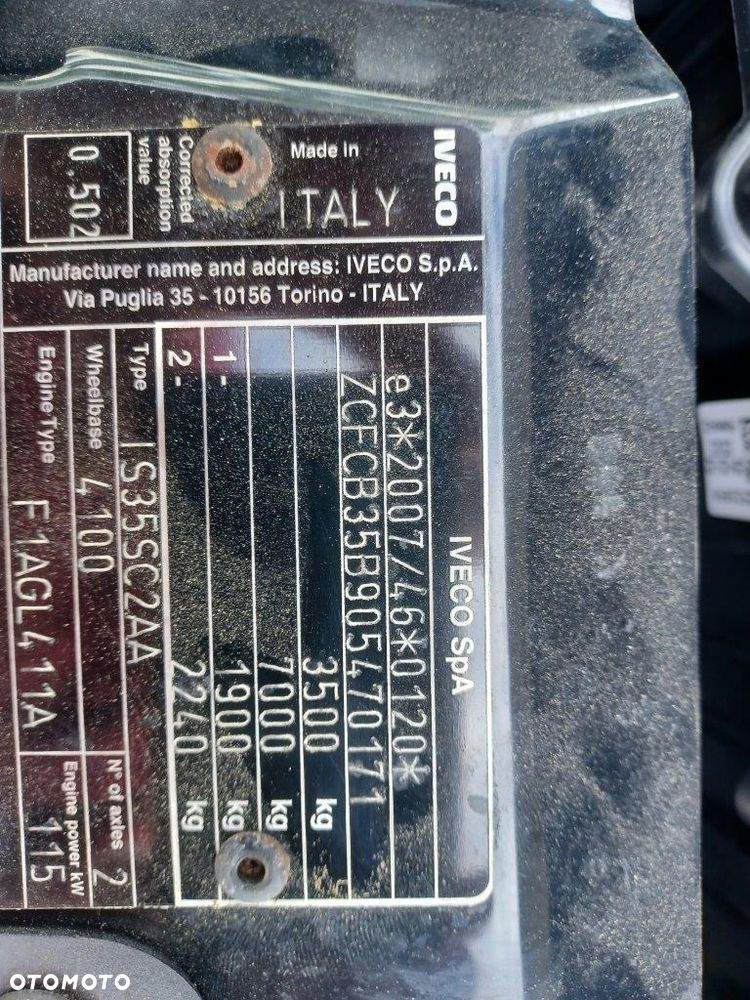 IVECO
Made in
ITALY
Corrected
absorption
value
0.502
Manufacturer name and address: IVECO S.p.A.
Via Puglia 35 - 10156 Torino - ITALY
IVECO SpA
e3*2007/46*0120*
ZCFCB35B905470171
3500 kg
7000 kg
1- 1900 kg
2- 2240 kg
Type IS35SC2AA
Wheelbase 4100 N° of axles 2
Engine Type F1AGL411A Engine power kW 115
OTOMOTO